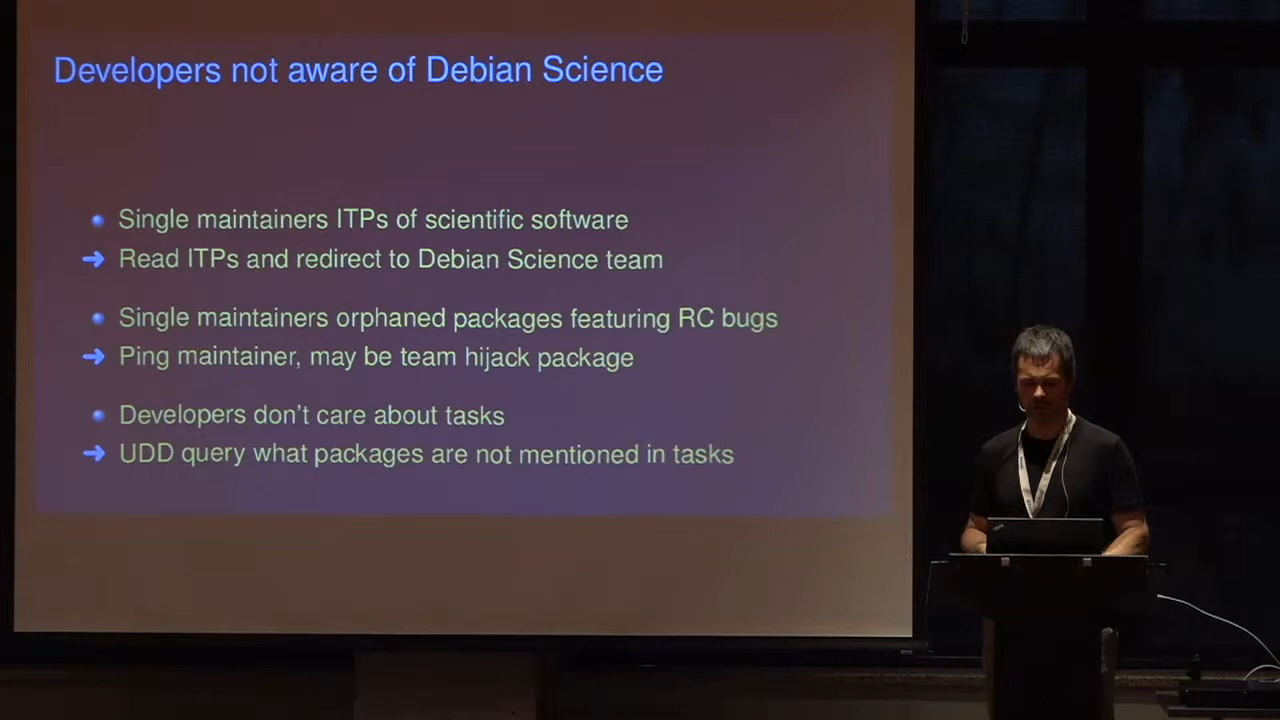 Developers not aware of Debian Science
Single maintainers ITPs of scientific software
Read ITPs and redirect to Debian Science team
Single maintainers orphaned packages featuring RC bugs
Ping maintainer, may be team hijack package
Developers don't care about tasks
UDD query what packages are not mentioned in tasks